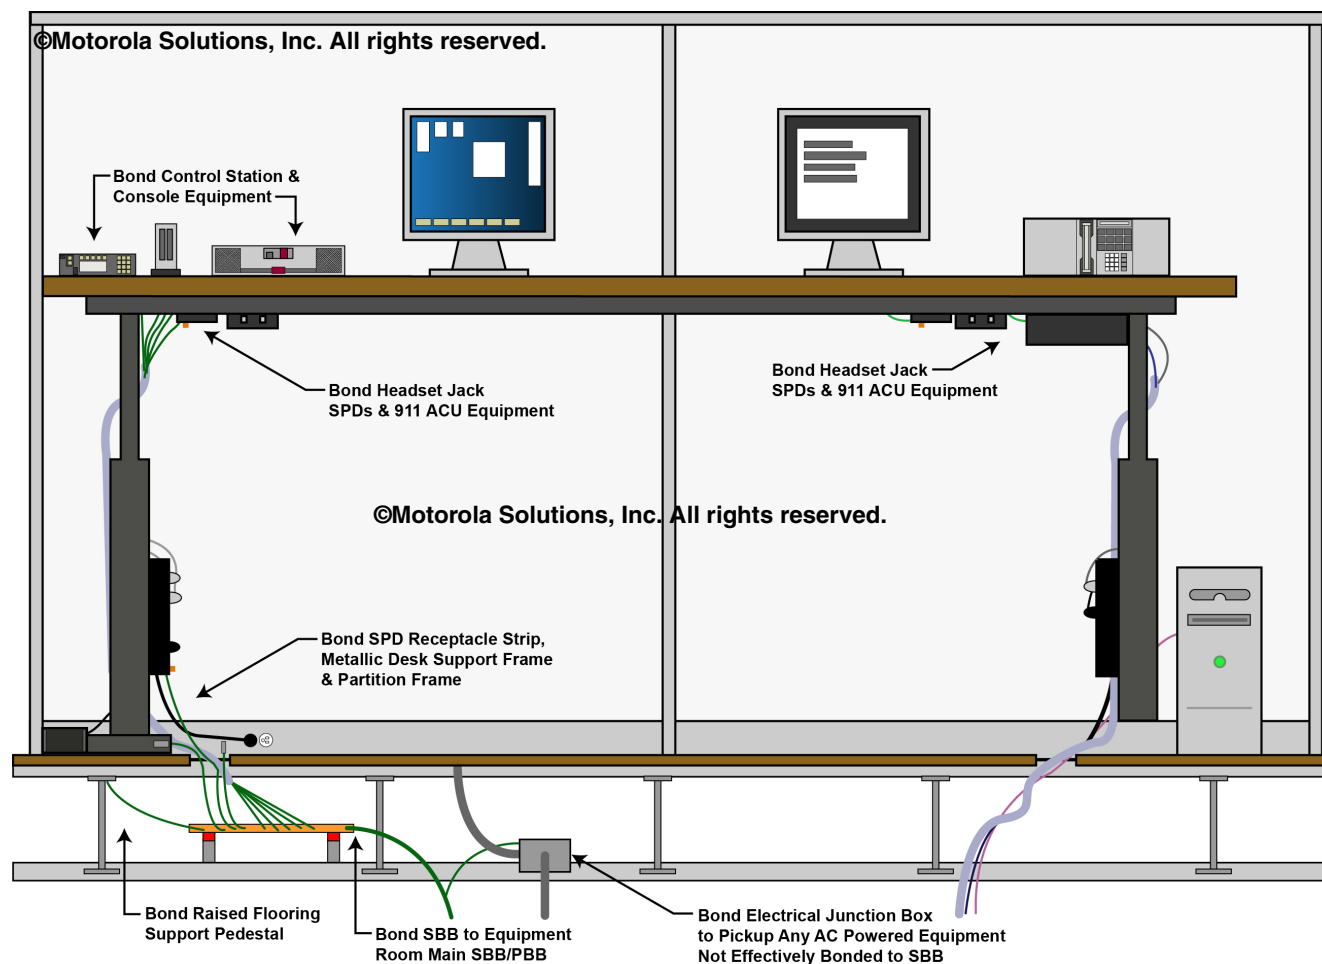 ©Motorola Solutions, Inc. All rights reserved.
Bond Control Station &
Console Equipment
Bond Headset Jack
SPDs & 911 ACU Equipment
Bond Headset Jack
SPDs & 911 ACU Equipment
©Motorola Solutions, Inc. All rights reserved.
Bond SPD Receptacle Strip,
Metallic Desk Support Frame
& Partition Frame
Bond Raised Flooring
Support Pedestal
Bond SBB to Equipment
Room Main SBB/PBB
Bond Electrical Junction Box
to Pickup Any AC Powered Equipment
Not Effectively Bonded to SBB